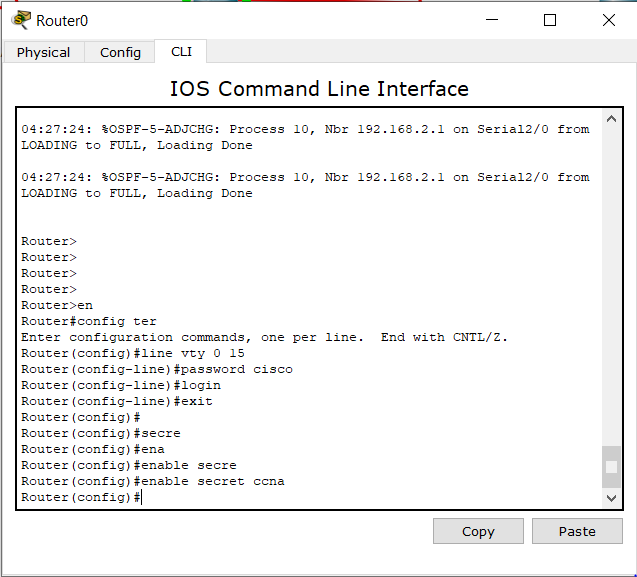 Router0
Physical Config CLI
IOS Command Line Interface
04:27:24: %OSPF-5-ADJCHG: Process 10, Nbr 192.168.2.1 on Serial2/0 from
LOADING to FULL, Loading Done
04:27:24: %OSPF-5-ADJCHG: Process 10, Nbr 192.168.2.1 on Serial2/0 from
LOADING to FULL, Loading Done
Router>
Router>
Router>
Router>
Router>en
Router#config ter
Enter configuration commands, one per line.  End with CNTL/Z.
Router(config)#line vty 0 15
Router(config-line)#password cisco
Router(config-line)#login
Router(config-line)#exit
Router(config)#
Router(config)#secre
Router(config)#ena
Router(config)#enable secre
Router(config)#enable secret ccna
Router(config)#
Copy Paste